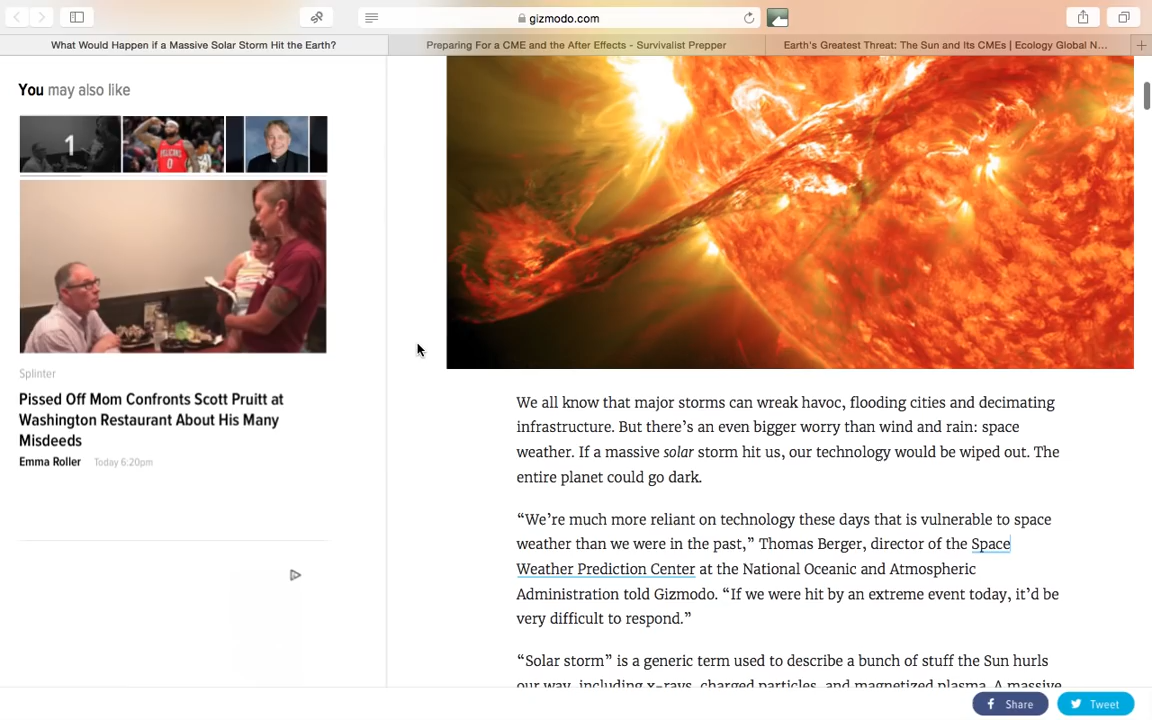 gizmodo.com
What Would Happen if a Massive Solar Storm Hit the Earth?
Preparing For a CME and the After Effects - Survivalist Prepper
Earth's Greatest Threat: The Sun and Its CMEs | Ecology Global N...
You may also like
1
PELICANS
0
Splinter
Pissed Off Mom Confronts Scott Pruitt at
Washington Restaurant About His Many
Misdeeds
Emma Roller Today 6:20pm
We all know that major storms can wreak havoc, flooding cities and decimating
infrastructure. But there's an even bigger worry than wind and rain: space
weather. If a massive solar storm hit us, our technology would be wiped out. The
entire planet could go dark.
“We're much more reliant on technology these days that is vulnerable to space
weather than we were in the past,” Thomas Berger, director of the Space
Weather Prediction Center at the National Oceanic and Atmospheric
Administration told Gizmodo. “If we were hit by an extreme event today, it'd be
very difficult to respond.”
“Solar storm” is a generic term used to describe a bunch of stuff the Sun hurls
our way, including x-rays, charged particles, and magnetized plasma. A massive
Share
Tweet